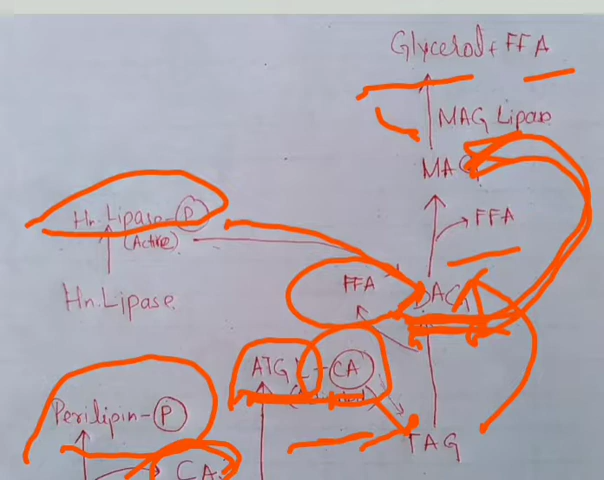 Glycerol + FFA
MAG Lipase
MAG
Hn. Lipase - P
(Active)
FFA
Hn. Lipase
FFA
DAG
ATGL - CA
Perilipin - P
TAG
CA